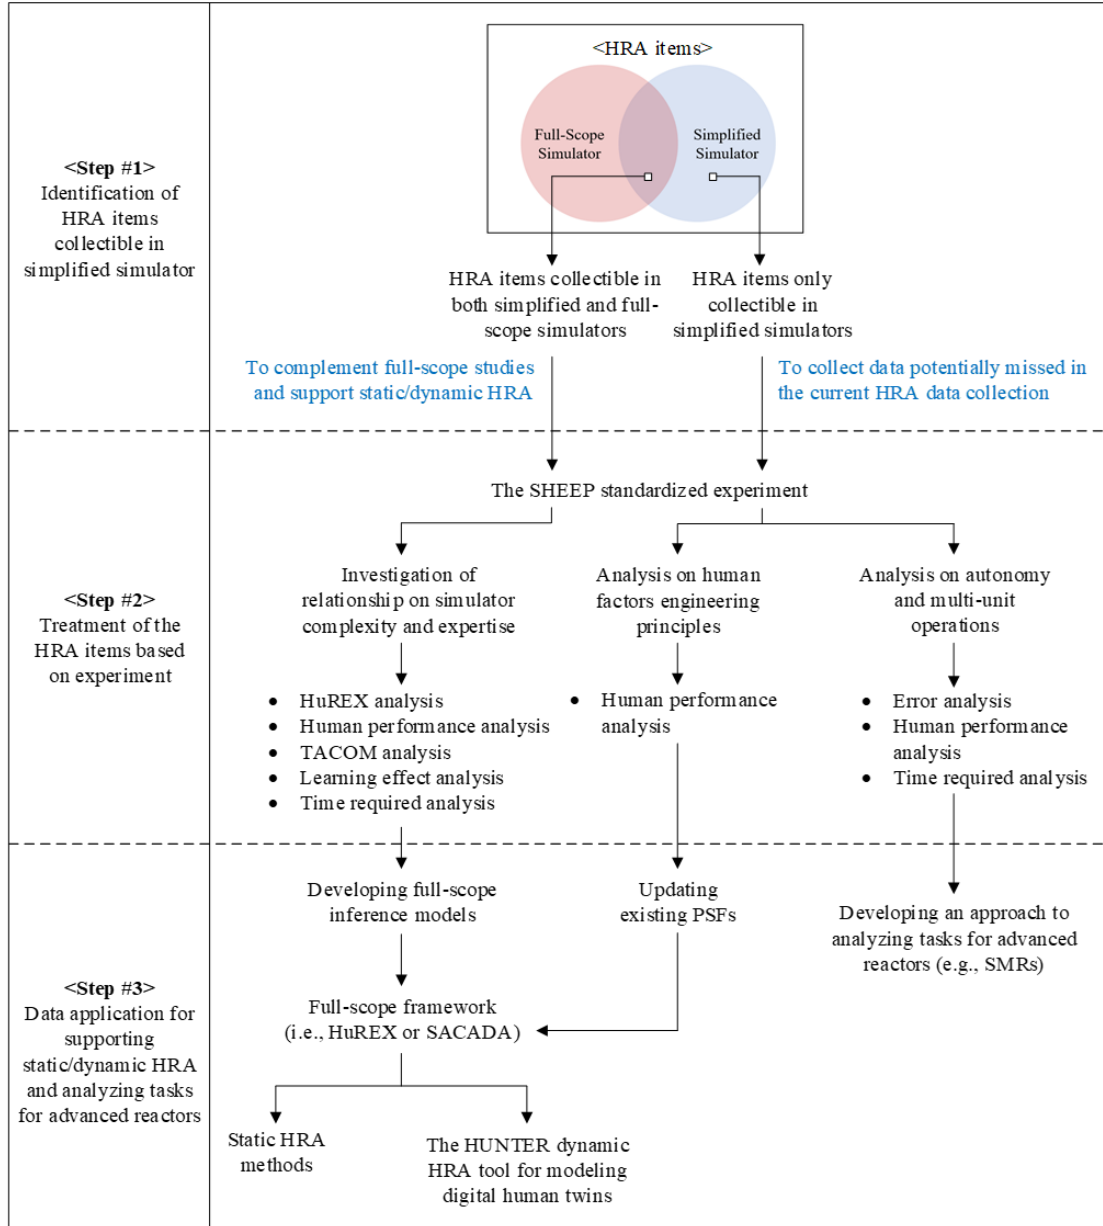 <HRA items>
Full-Scope
Simulator
Simplified
Simulator
<Step #1>
Identification of
HRA items
collectible in
simplified simulator
HRA items collectible in
both simplified and full-
scope simulators
HRA items only
collectible in
simplified simulators
To complement full-scope studies
and support static/dynamic HRA
To collect data potentially missed in
the current HRA data collection
<Step #2>
Treatment of the
HRA items based
on experiment
The SHEEP standardized experiment
Investigation of
relationship on simulator
complexity and expertise
Analysis on human
factors engineering
principles
Analysis on autonomy
and multi-unit
operations
• HuREX analysis
• Human performance analysis
• TACOM analysis
• Learning effect analysis
• Time required analysis
• Human performance
analysis
• Error analysis
• Human performance
analysis
• Time required analysis
<Step #3>
Data application for
supporting
static/dynamic HRA
and analyzing tasks
for advanced reactors
Developing full-scope
inference models
Updating
existing PSFs
Developing an approach to
analyzing tasks for advanced
reactors (e.g., SMRs)
Full-scope framework
(i.e., HuREX or SACADA)
Static HRA
methods
The HUNTER dynamic
HRA tool for modeling
digital human twins